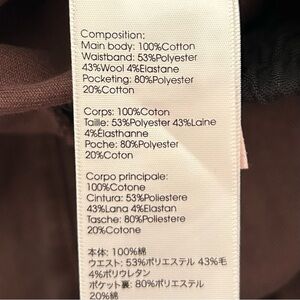 Composition:
Main body: 100%Cotton
Waistband: 53%Polyester
43%Wool 4%Elastane
Pocketing: 80%Polyester
20%Cotton
Corps: 100%Coton
Taille: 53%Polyester 43%Laine
4%Élasthanne
Poche: 80%Polyester
20%Coton
Corpo principale:
100%Cotone
Cintura: 53%Poliestere
43%Lana 4%Elastan
Tasche: 80%Poliestere
20%Cotone
本体: 100%綿
ウエスト: 53%ポリエステル 43%毛
4%ポリウレタン
ポケット裏: 80%ポリエステル
20%綿